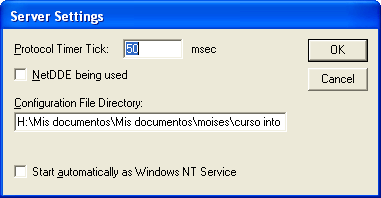 Server Settings
Protocol Timer Tick: 50 msec
OK
NetDDE being used
Cancel
Configuration File Directory:
H:\Mis documentos\Mis documentos\moises\curso into
Start automatically as Windows NT Service